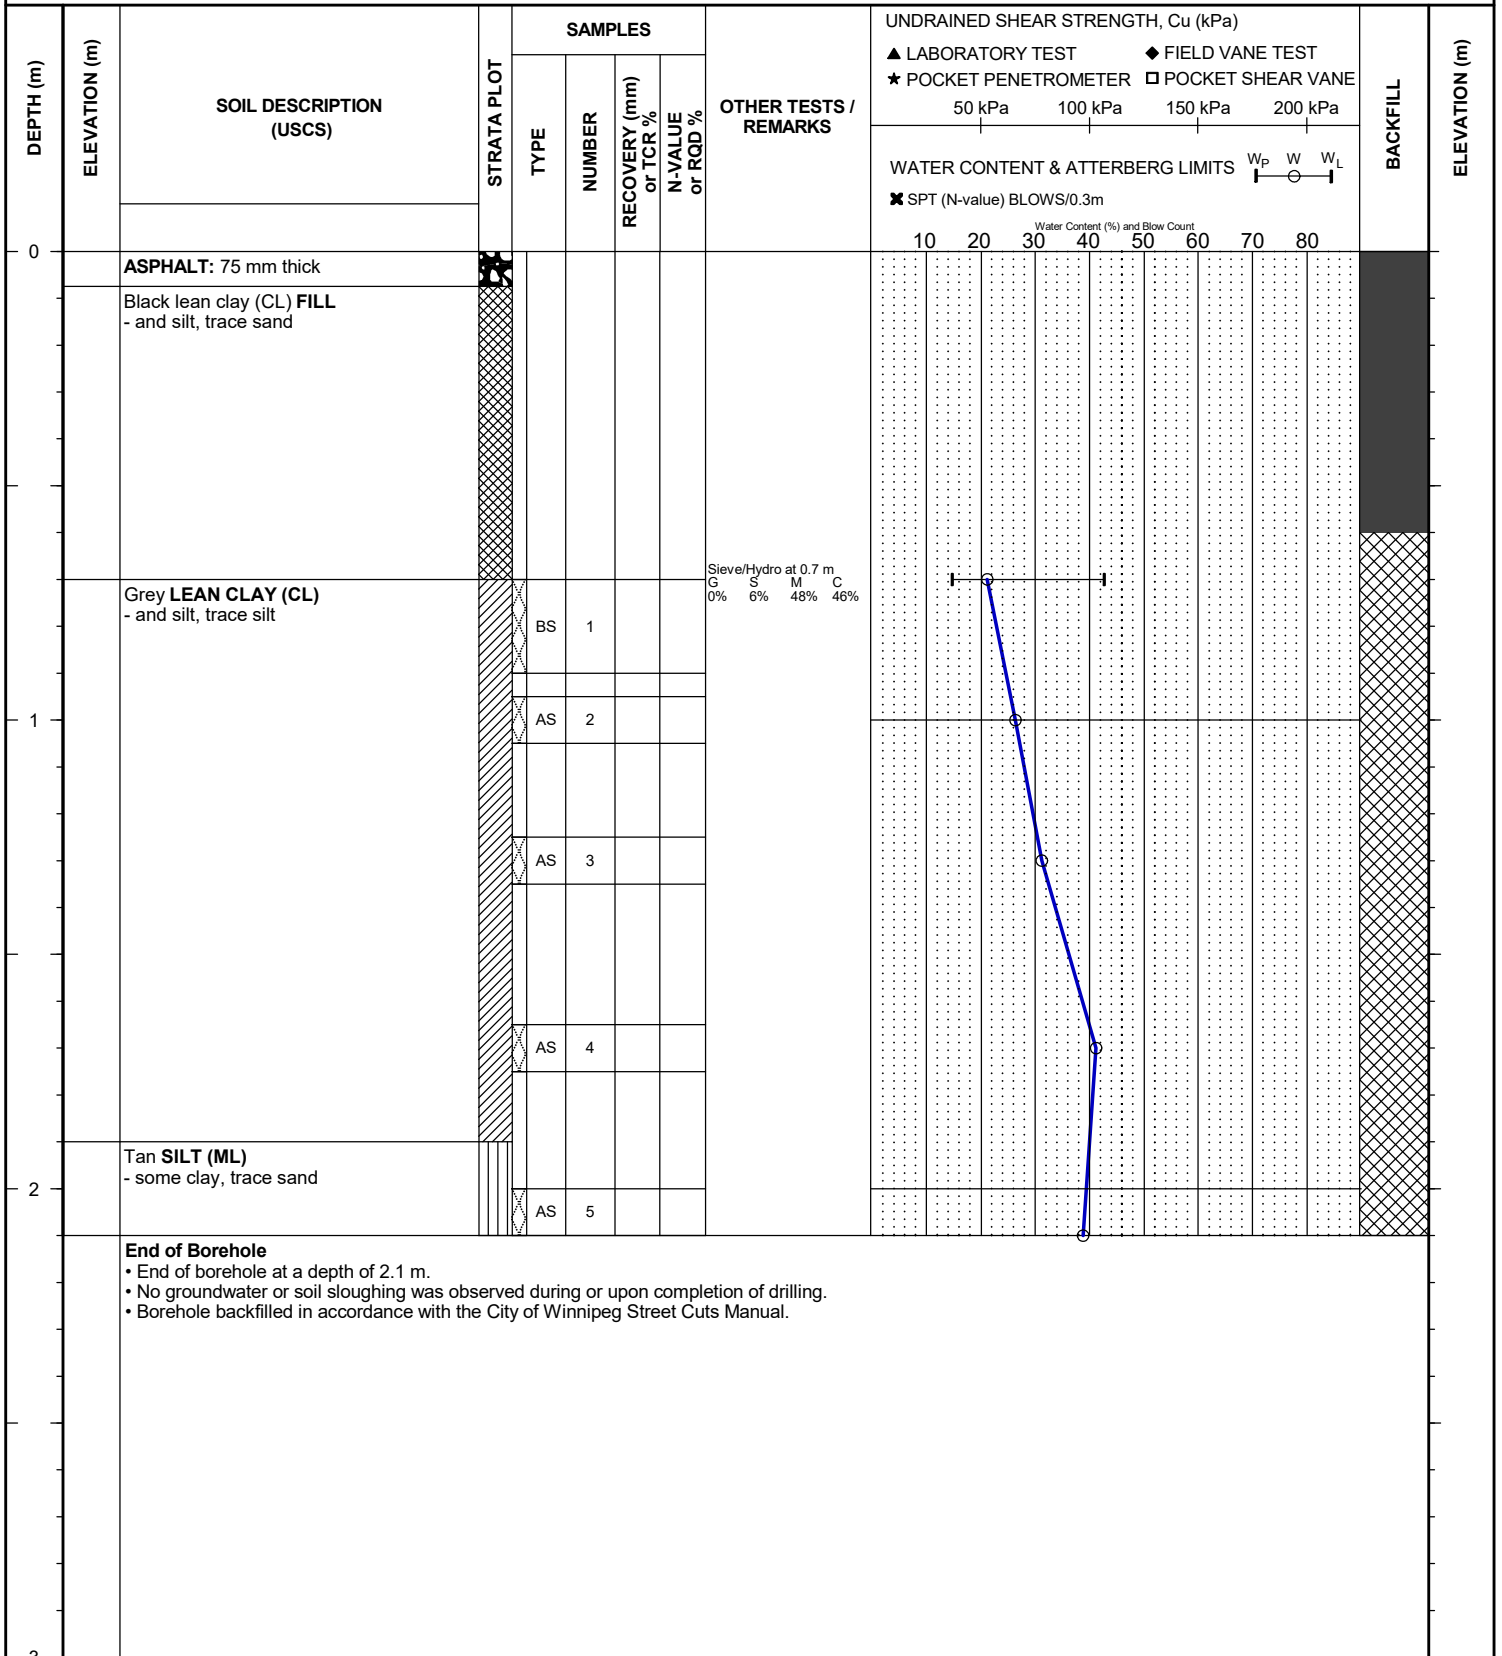 DEPTH (m)
ELEVATION (m)
SOIL DESCRIPTION
(USCS)
STRATA PLOT
SAMPLES
TYPE
NUMBER
RECOVERY (mm)
or TCR %
N-VALUE
or RQD %
OTHER TESTS /
REMARKS
UNDRAINED SHEAR STRENGTH, Cu (kPa)
▲ LABORATORY TEST ◆ FIELD VANE TEST
★ POCKET PENETROMETER □ POCKET SHEAR VANE
50 kPa 100 kPa 150 kPa 200 kPa
WATER CONTENT & ATTERBERG LIMITS WP W WL
✖ SPT (N-value) BLOWS/0.3m
Water Content (%) and Blow Count
10 20 30 40 50 60 70 80
BACKFILL
ELEVATION (m)
0
ASPHALT: 75 mm thick
Black lean clay (CL) FILL
- and silt, trace sand
Sieve/Hydro at 0.7 m
G S M C
0% 6% 48% 46%
Grey LEAN CLAY (CL)
- and silt, trace silt
BS 1
1
AS 2
AS 3
AS 4
Tan SILT (ML)
- some clay, trace sand
2
AS 5
End of Borehole
• End of borehole at a depth of 2.1 m.
• No groundwater or soil sloughing was observed during or upon completion of drilling.
• Borehole backfilled in accordance with the City of Winnipeg Street Cuts Manual.